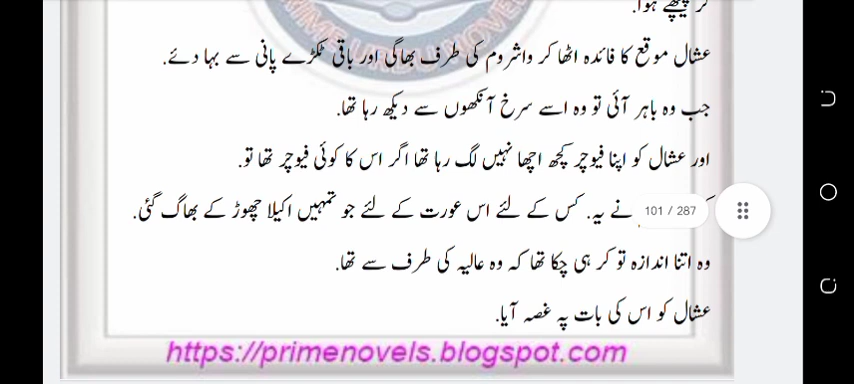 کر پیچھے ہوا.
عشال موقع کا فائدہ اٹھا کر واشروم کی طرف بھاگی اور باقی ٹکڑے پانی سے بہا دئے.
جب وہ باہر آئی تو وہ اسے سرخ آنکھوں سے دیکھ رہا تھا.
اور عشال کو اپنا فیوچر کچھ اچھا نہیں لگ رہا تھا اگر اس کا کوئی فیوچر تھا تو.
نے یہ. کس کے لئے اس عورت کے لئے جو تمہیں اکیلا چھوڑ کے بھاگ گئی.
101 / 287
وہ اتنا اندازہ تو کر ہی چکا تھا کہ وہ عالیہ کی طرف سے تھا.
عشال کو اس کی بات پہ غصہ آیا.
https://primenovels.blogspot.com